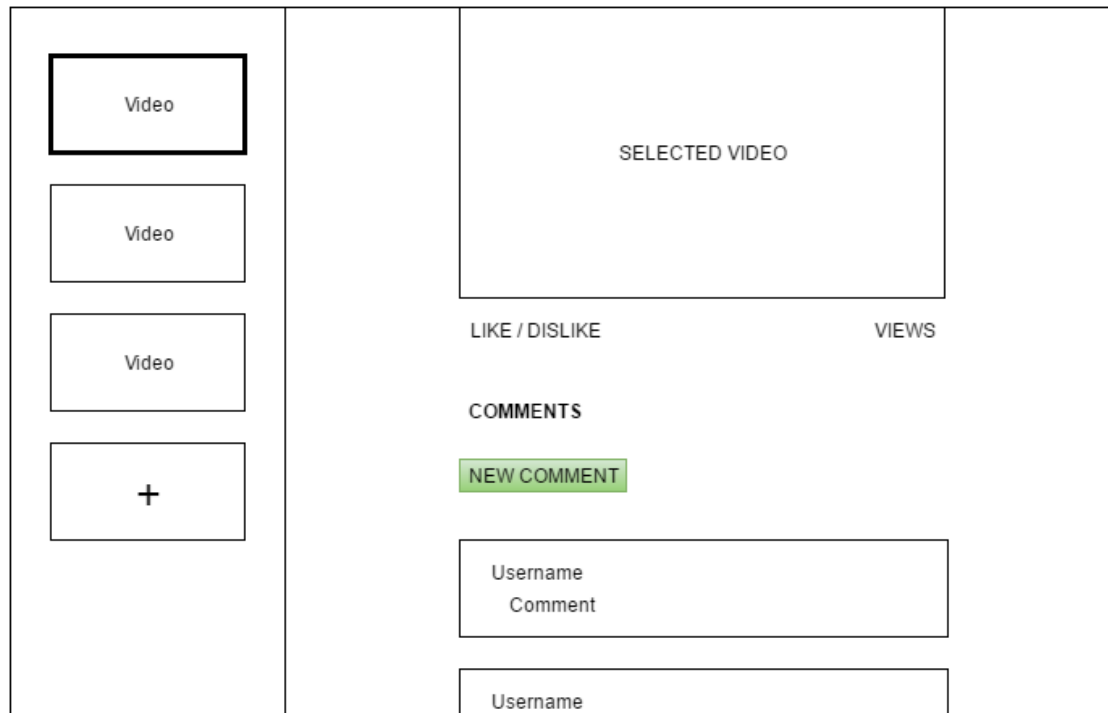 Video
Video
Video
+
SELECTED VIDEO
LIKE / DISLIKE
VIEWS
COMMENTS
NEW COMMENT
Username
Comment
Username